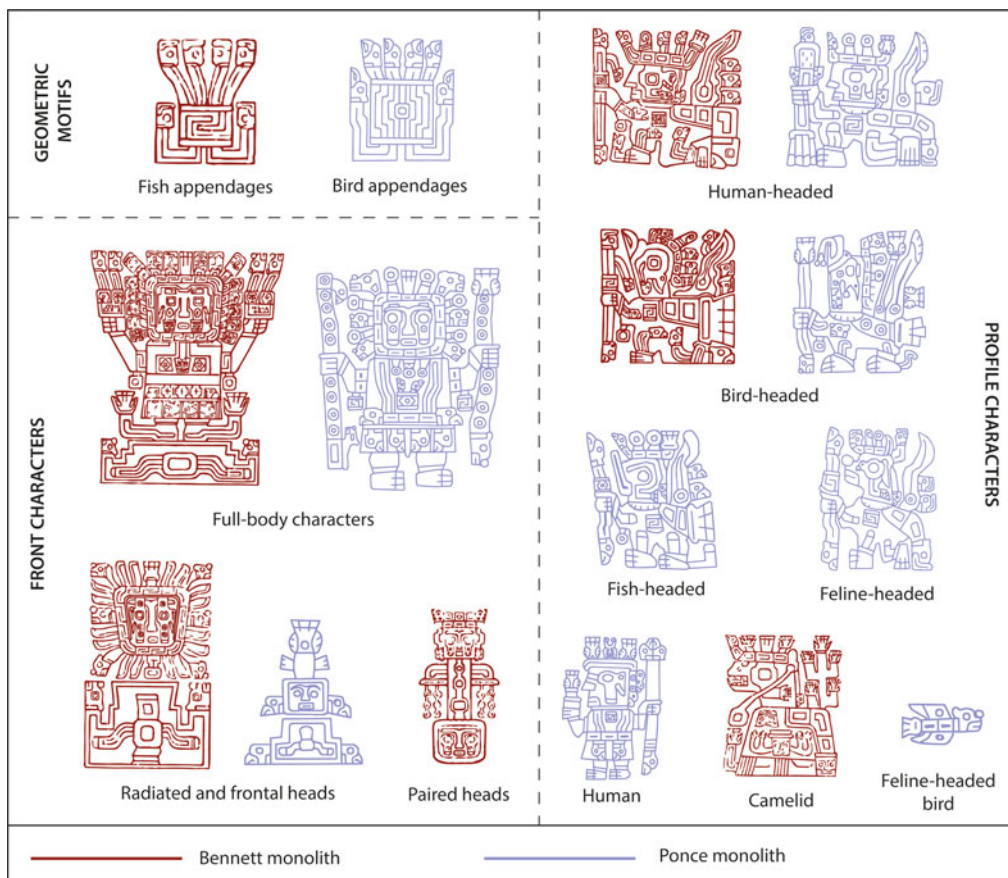 GEOMETRIC
MOTIFS
Fish appendages
Bird appendages
FRONT CHARACTERS
Full-body characters
Radiated and frontal heads
Paired heads
PROFILE CHARACTERS
Human-headed
Bird-headed
Fish-headed
Feline-headed
Human
Camelid
Feline-headed
bird
Bennett monolith
Ponce monolith